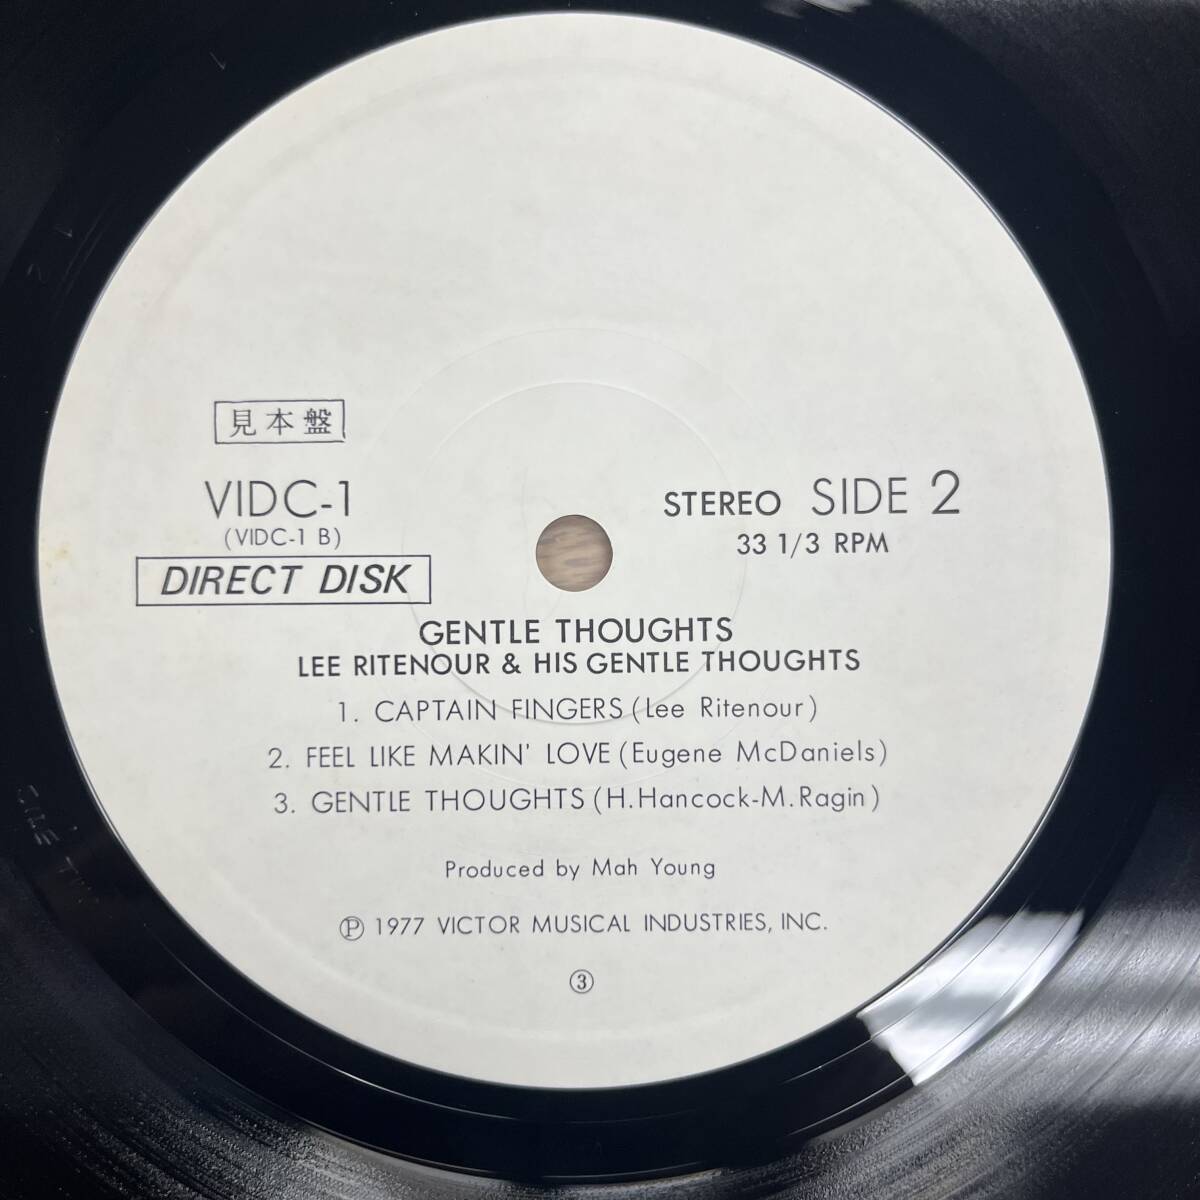 見本盤
VIDC-1
(VIDC-1 B)
DIRECT DISK
STEREO SIDE 2
33 1/3 RPM
GENTLE THOUGHTS
LEE RITENOUR & HIS GENTLE THOUGHTS
1. CAPTAIN FINGERS (Lee Ritenour)
2. FEEL LIKE MAKIN' LOVE (Eugene McDaniels)
3. GENTLE THOUGHTS (H.Hancock-M.Ragin)
Produced by Mah Young
Ⓟ 1977 VICTOR MUSICAL INDUSTRIES, INC.
③